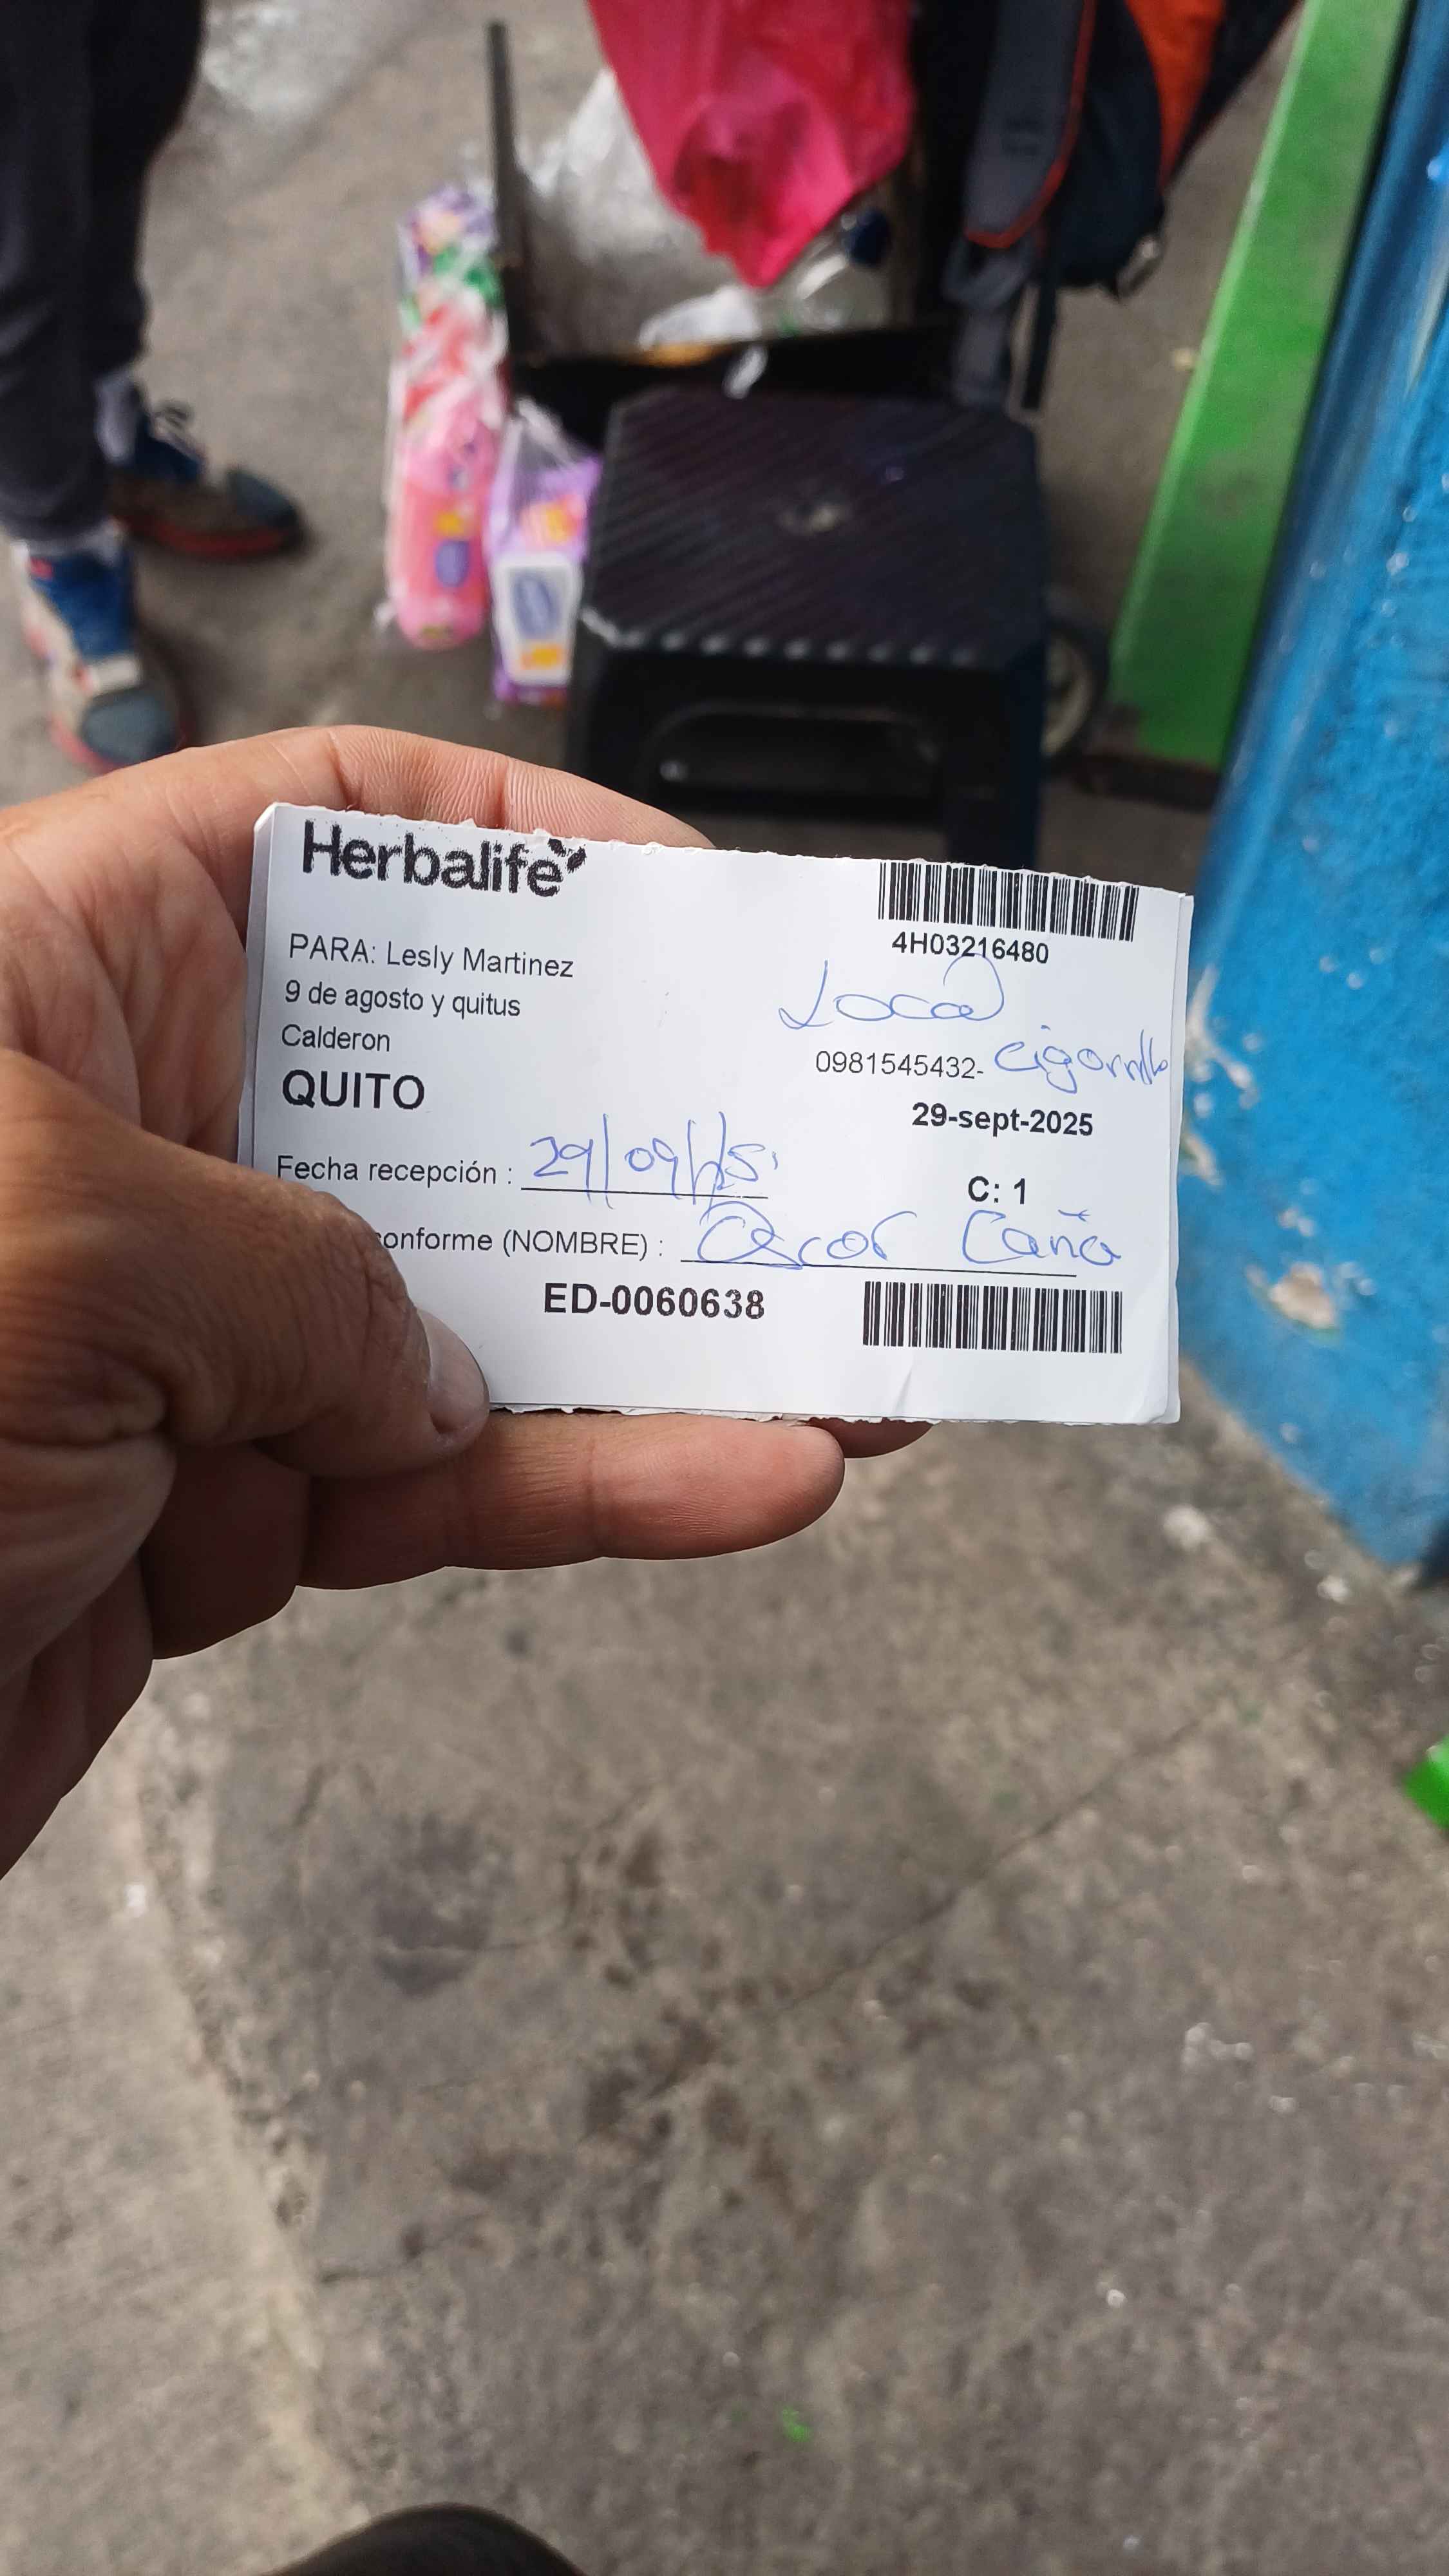 Herbalife
4H03216480
PARA: Lesly Martinez
9 de agosto y quitus
Calderon
QUITO
Local
0981545432- cigarrillo
29-sept-2025
Fecha recepción : 29/09/25
C: 1
conforme (NOMBRE) : Oscar Caña
ED-0060638